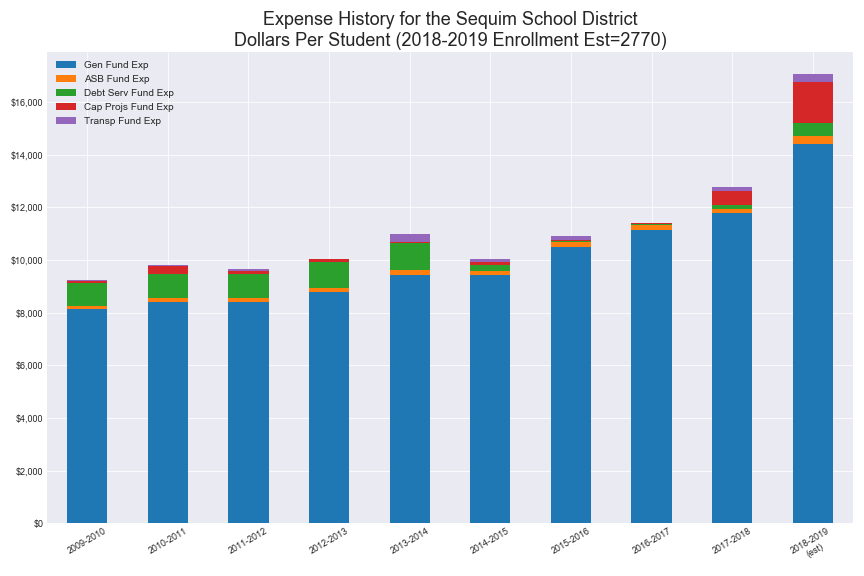 Expense History for the Sequim School District
Dollars Per Student (2018-2019 Enrollment Est=2770)
Gen Fund Exp
ASB Fund Exp
Debt Serv Fund Exp
Cap Projs Fund Exp
Transp Fund Exp
$16,000
$14,000
$12,000
$10,000
$8,000
$6,000
$4,000
$2,000
$0
2009-2010
2010-2011
2011-2012
2012-2013
2013-2014
2014-2015
2015-2016
2016-2017
2017-2018
2018-2019
(est)